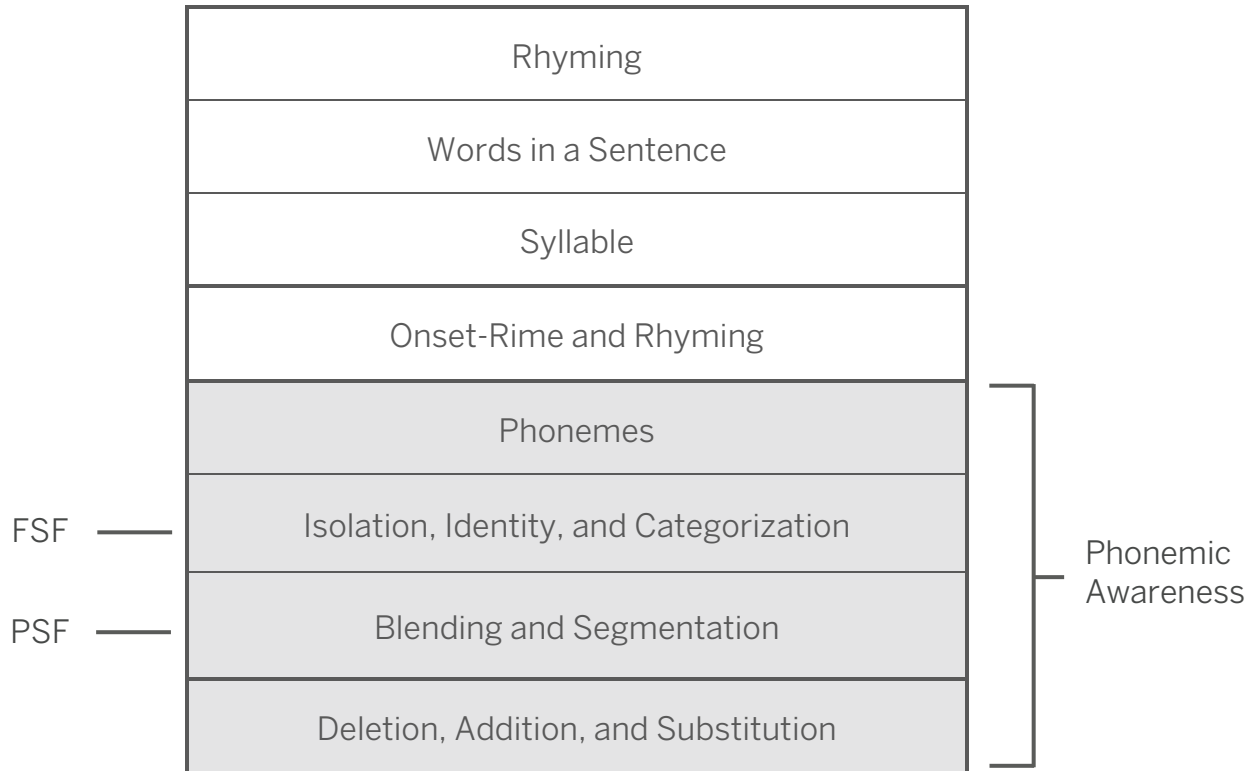 Rhyming
Words in a Sentence
Syllable
Onset-Rime and Rhyming
Phonemes
FSF
Isolation, Identity, and Categorization
PSF
Blending and Segmentation
Deletion, Addition, and Substitution
Phonemic
Awareness